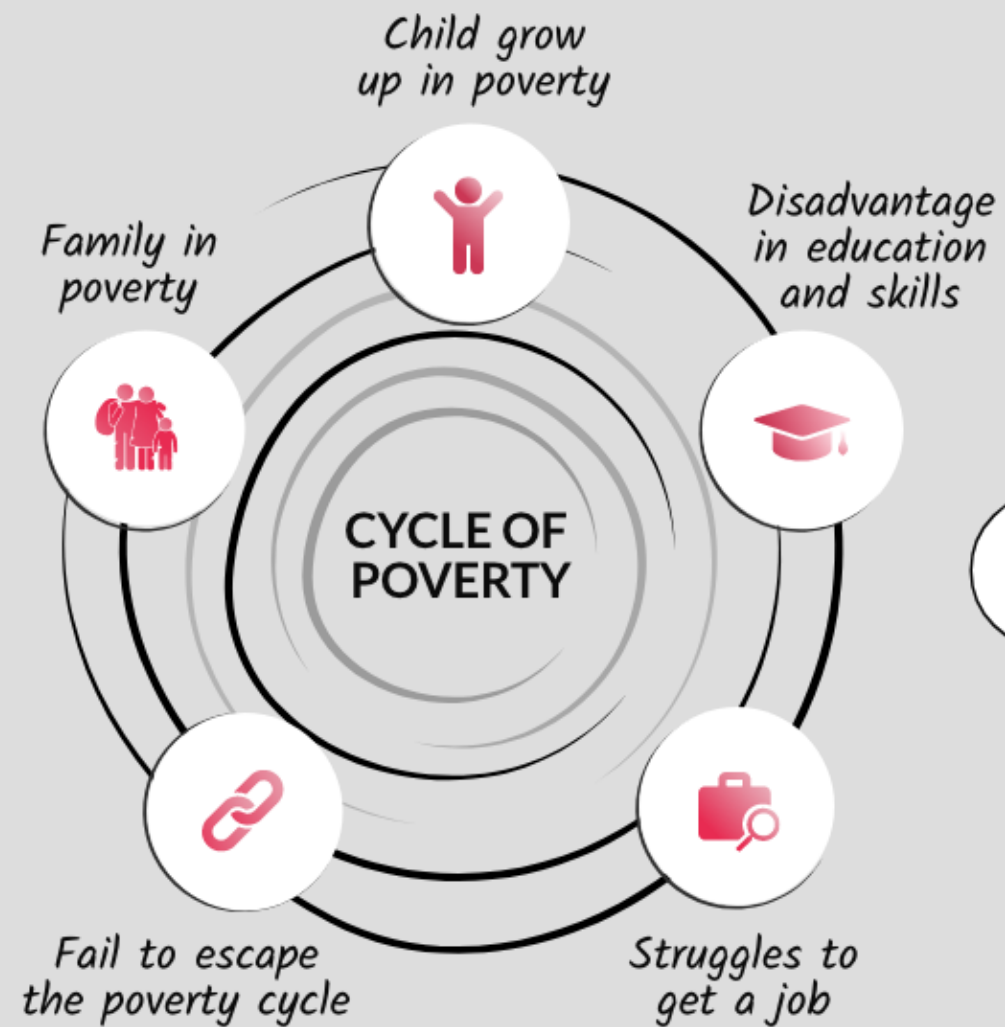 Child grow
up in poverty
Disadvantage
in education
and skills
Family in
poverty
CYCLE OF
POVERTY
Fail to escape
the poverty cycle
Struggles to
get a job